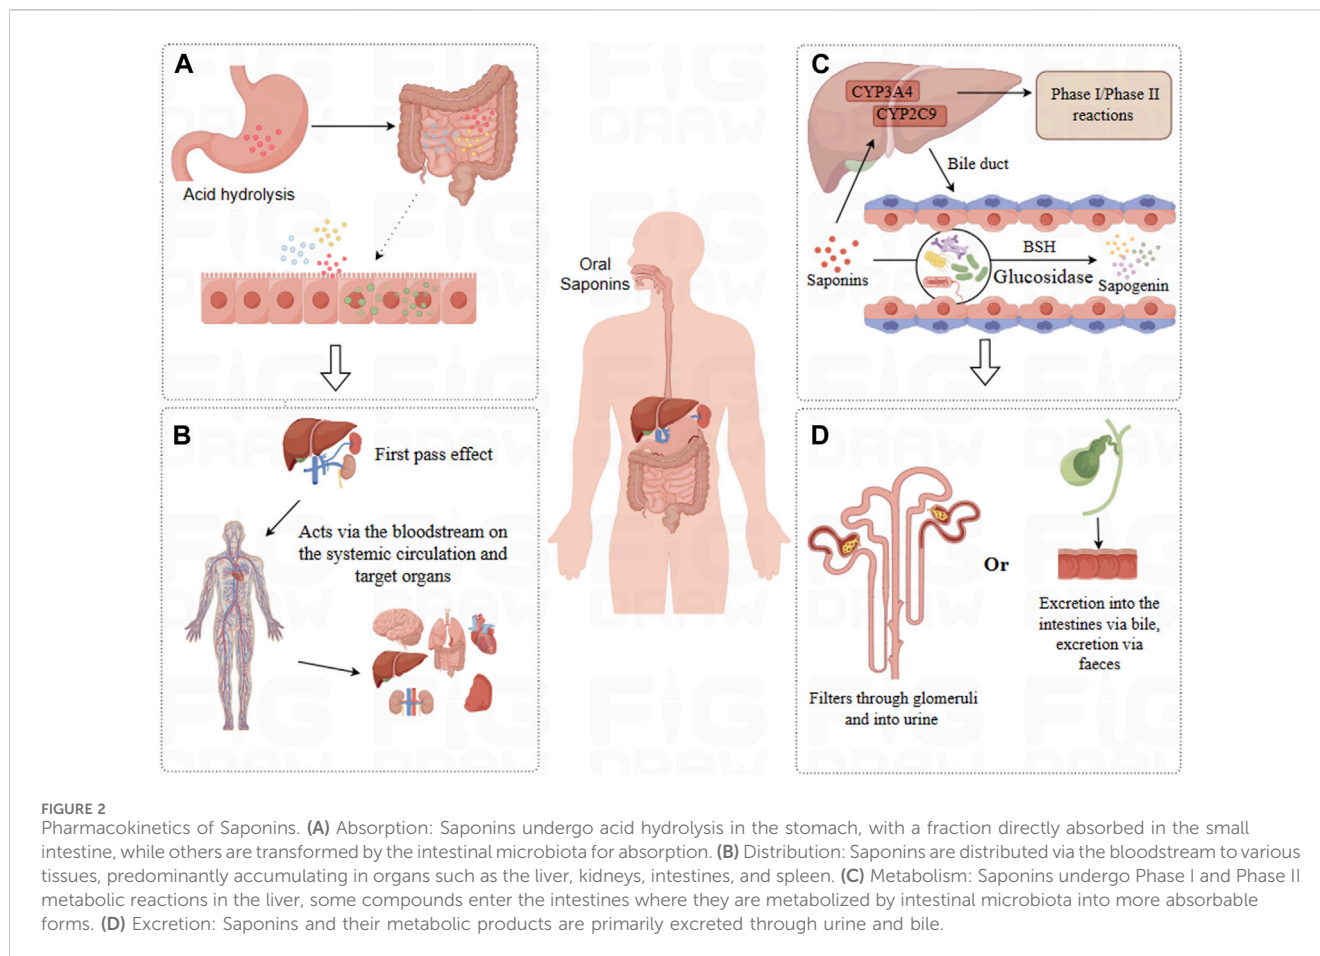 A
Acid hydrolysis
B
First pass effect
Acts via the bloodstream on
the systemic circulation and
target organs
Oral
Saponins
C
CYP3A4
CYP2C9
Phase I/Phase II
reactions
Bile duct
Saponins
BSH
Glucosidase
Sapogenin
D
Or
Filters through glomeruli
and into urine
Excretion into the
intestines via bile,
excretion via
faeces
FIG
DRAW
FIGURE 2
Pharmacokinetics of Saponins. (A) Absorption: Saponins undergo acid hydrolysis in the stomach, with a fraction directly absorbed in the small
intestine, while others are transformed by the intestinal microbiota for absorption. (B) Distribution: Saponins are distributed via the bloodstream to various
tissues, predominantly accumulating in organs such as the liver, kidneys, intestines, and spleen. (C) Metabolism: Saponins undergo Phase I and Phase II
metabolic reactions in the liver, some compounds enter the intestines where they are metabolized by intestinal microbiota into more absorbable
forms. (D) Excretion: Saponins and their metabolic products are primarily excreted through urine and bile.